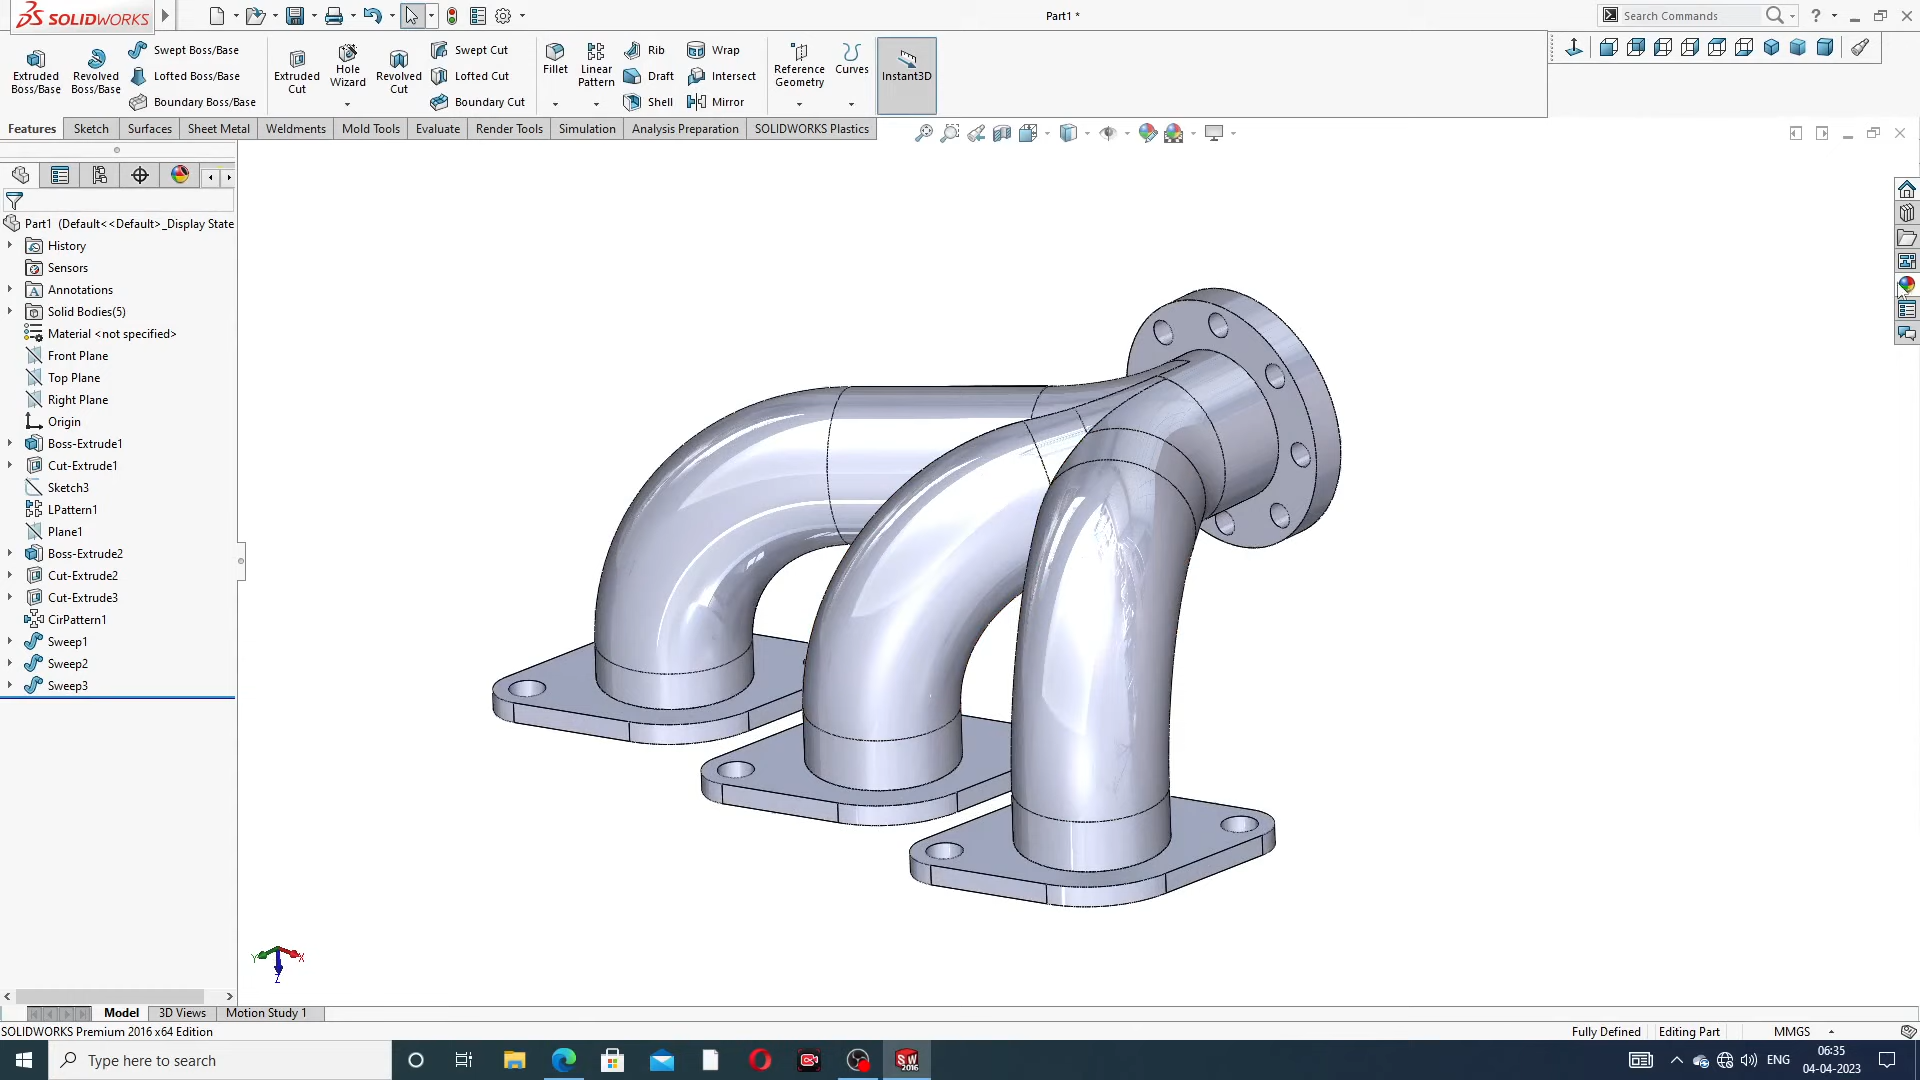 SOLIDWORKS
Part1 *
Search Commands
Extruded Boss/Base
Revolved Boss/Base
Swept Boss/Base
Lofted Boss/Base
Boundary Boss/Base
Extruded Cut
Hole Wizard
Revolved Cut
Swept Cut
Lofted Cut
Boundary Cut
Fillet
Linear Pattern
Rib
Draft
Shell
Wrap
Intersect
Mirror
Reference Geometry
Curves
Instant3D
Features
Sketch
Surfaces
Sheet Metal
Weldments
Mold Tools
Evaluate
Render Tools
Simulation
Analysis Preparation
SOLIDWORKS Plastics
Part1 (Default<<Default>_Display State
History
Sensors
Annotations
Solid Bodies(5)
Material <not specified>
Front Plane
Top Plane
Right Plane
Origin
Boss-Extrude1
Cut-Extrude1
Sketch3
LPattern1
Plane1
Boss-Extrude2
Cut-Extrude2
Cut-Extrude3
CirPattern1
Sweep1
Sweep2
Sweep3
Y
X
Z
Model
3D Views
Motion Study 1
SOLIDWORKS Premium 2016 x64 Edition
Fully Defined
Editing Part
MMGS
Type here to search
SW
2016
ENG
06:35
04-04-2023